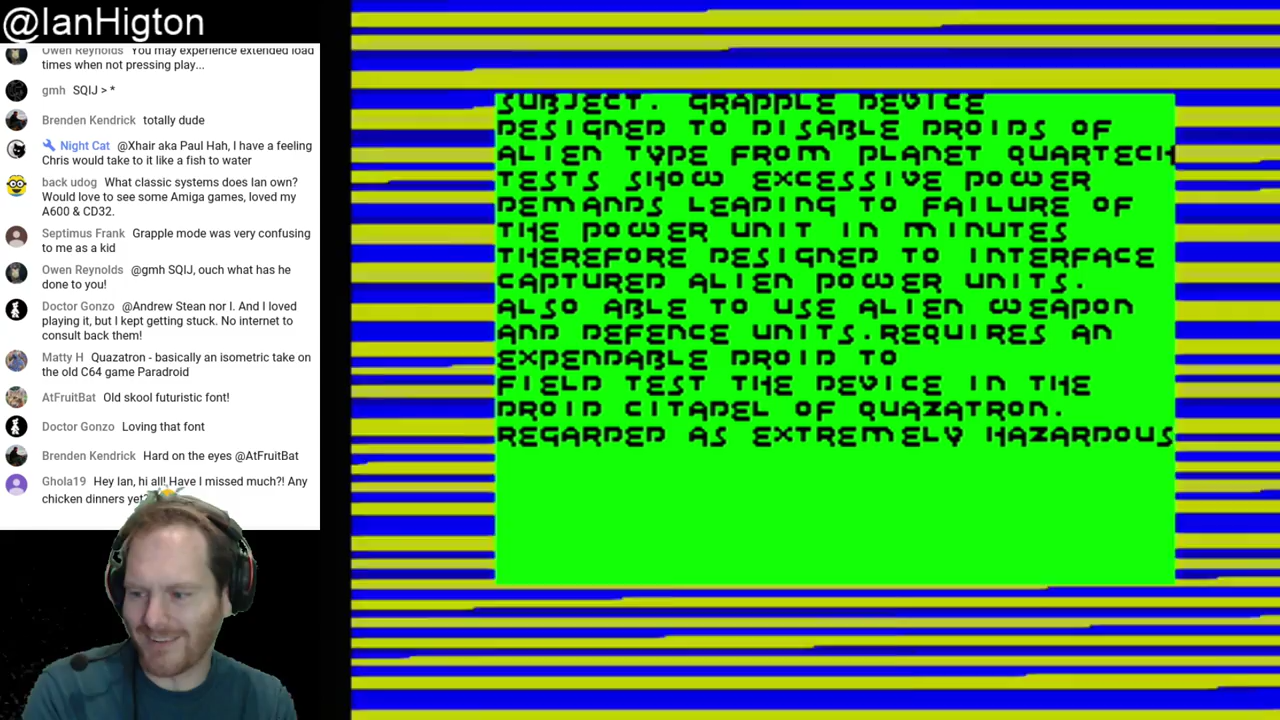 @IanHigton
Owen Reynolds You may experience extended load
times when not pressing play...
gmh SQIJ > *
Brenden Kendrick totally dude
Night Cat @Xhair aka Paul Hah, I have a feeling
Chris would take to it like a fish to water
back udog What classic systems does Ian own?
Would love to see some Amiga games, loved my
A600 & CD32.
Septimus Frank Grapple mode was very confusing
to me as a kid
Owen Reynolds @gmh SQIJ, ouch what has he
done to you!
Doctor Gonzo @Andrew Stean nor I. And I loved
playing it, but I kept getting stuck. No internet to
consult back them!
Matty H Quazatron - basically an isometric take on
the old C64 game Paradroid
AtFruitBat Old skool futuristic font!
Doctor Gonzo Loving that font
Brenden Kendrick Hard on the eyes @AtFruitBat
Ghola19 Hey Ian, hi all! Have I missed much?! Any
chicken dinners yet?
SUBJECT. GRAPPLE DEVICE
DESIGNED TO DISABLE DROIDS OF
ALIEN TYPE FROM PLANET QUARTECH
TESTS SHOW EXCESSIVE POWER
DEMANDS LEADING TO FAILURE OF
THE POWER UNIT IN MINUTES
THEREFORE DESIGNED TO INTERFACE
CAPTURED ALIEN POWER UNITS.
ALSO ABLE TO USE ALIEN WEAPON
AND DEFENCE UNITS.REQUIRES AN
EXPENDABLE DROID TO
FIELD TEST THE DEVICE IN THE
DROID CITADEL OF QUAZATRON.
REGARDED AS EXTREMELY HAZARDOUS